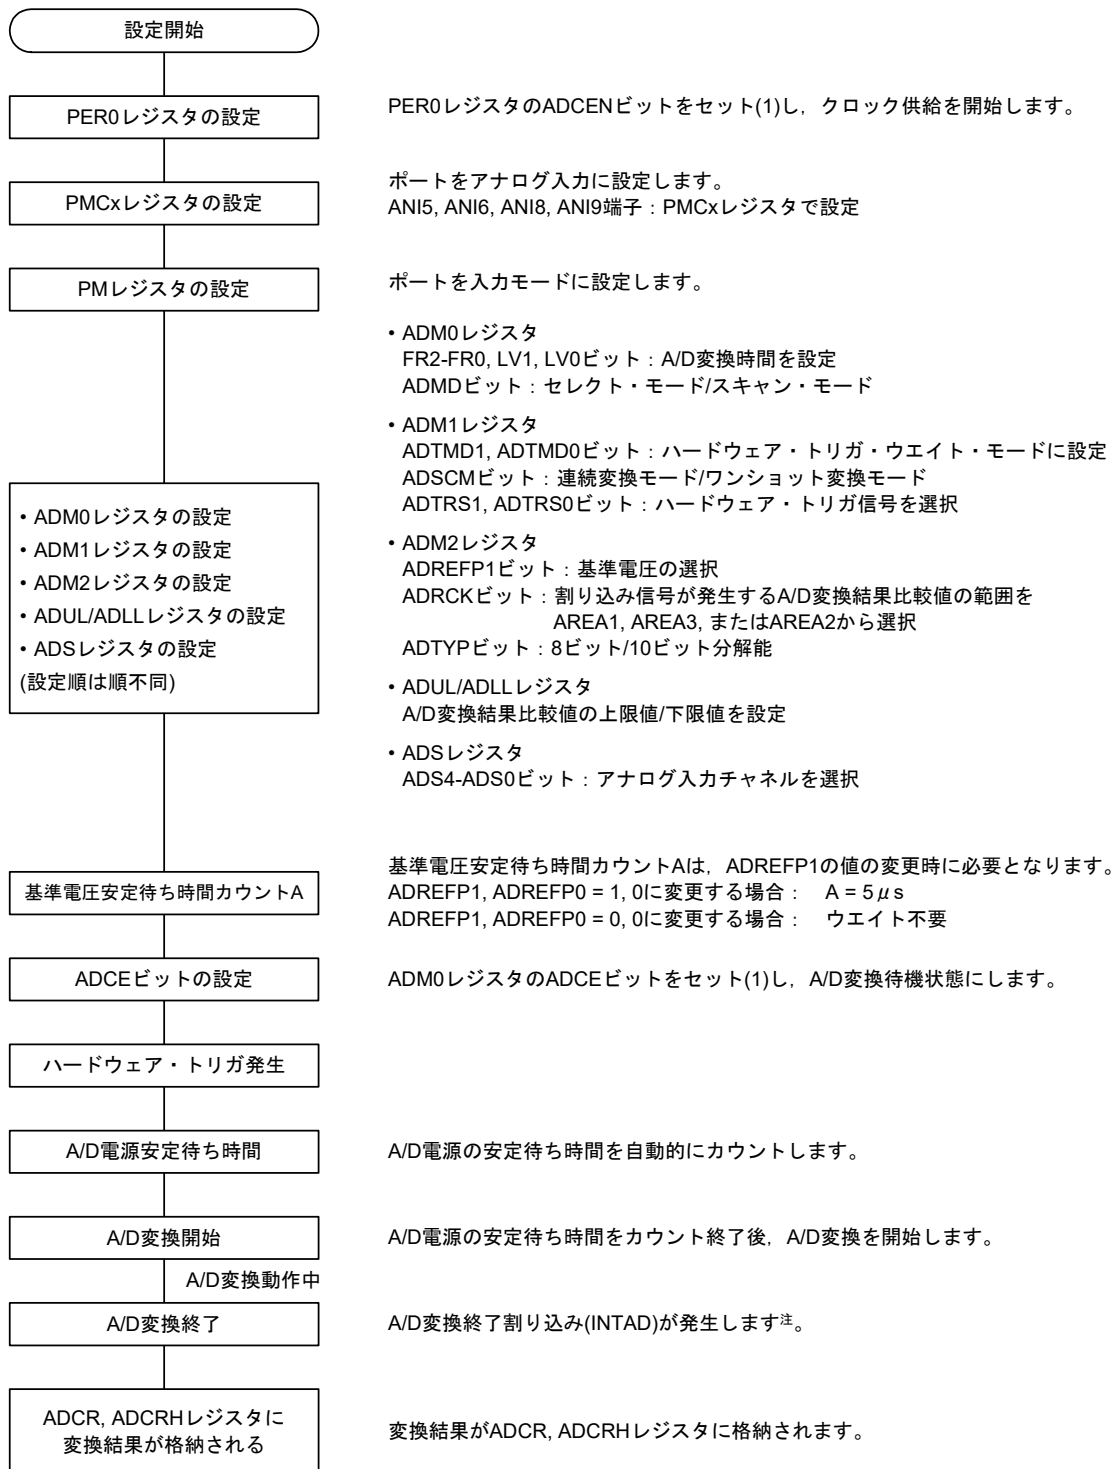 設定開始
PER0レジスタの設定
PER0レジスタのADCENビットをセット(1)し，クロック供給を開始します。
PMCxレジスタの設定
ポートをアナログ入力に設定します。
ANI5, ANI6, ANI8, ANI9端子：PMCxレジスタで設定
PMレジスタの設定
ポートを入力モードに設定します。
• ADM0レジスタの設定
• ADM1レジスタの設定
• ADM2レジスタの設定
• ADUL/ADLLレジスタの設定
• ADSレジスタの設定
(設定順は順不同)
• ADM0レジスタ
FR2-FR0, LV1, LV0ビット：A/D変換時間を設定
ADMDビット：セレクト・モード/スキャン・モード
• ADM1レジスタ
ADTMD1, ADTMD0ビット：ハードウェア・トリガ・ウエイト・モードに設定
ADSCMビット：連続変換モード/ワンショット変換モード
ADTRS1, ADTRS0ビット：ハードウェア・トリガ信号を選択
• ADM2レジスタ
ADREFP1ビット：基準電圧の選択
ADRCKビット：割り込み信号が発生するA/D変換結果比較値の範囲を
AREA1, AREA3, またはAREA2から選択
ADTYPビット：8ビット/10ビット分解能
• ADUL/ADLLレジスタ
A/D変換結果比較値の上限値/下限値を設定
• ADSレジスタ
ADS4-ADS0ビット：アナログ入力チャネルを選択
基準電圧安定待ち時間カウントA
基準電圧安定待ち時間カウントAは，ADREFP1の値の変更時に必要となります。
ADREFP1, ADREFP0 = 1, 0に変更する場合： A = 5μs
ADREFP1, ADREFP0 = 0, 0に変更する場合： ウエイト不要
ADCEビットの設定
ADM0レジスタのADCEビットをセット(1)し，A/D変換待機状態にします。
ハードウェア・トリガ発生
A/D電源安定待ち時間
A/D電源の安定待ち時間を自動的にカウントします。
A/D変換開始
A/D電源の安定待ち時間をカウント終了後，A/D変換を開始します。
A/D変換動作中
A/D変換終了
A/D変換終了割り込み(INTAD)が発生します注。
ADCR, ADCRHレジスタに
変換結果が格納される
変換結果がADCR, ADCRHレジスタに格納されます。